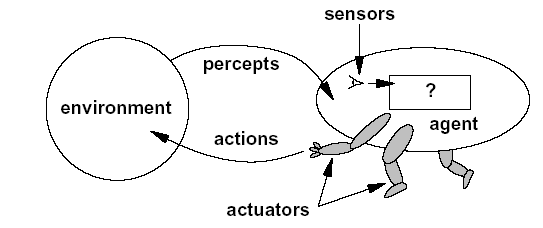 sensors
percepts
environment
?
agent
actions
actuators